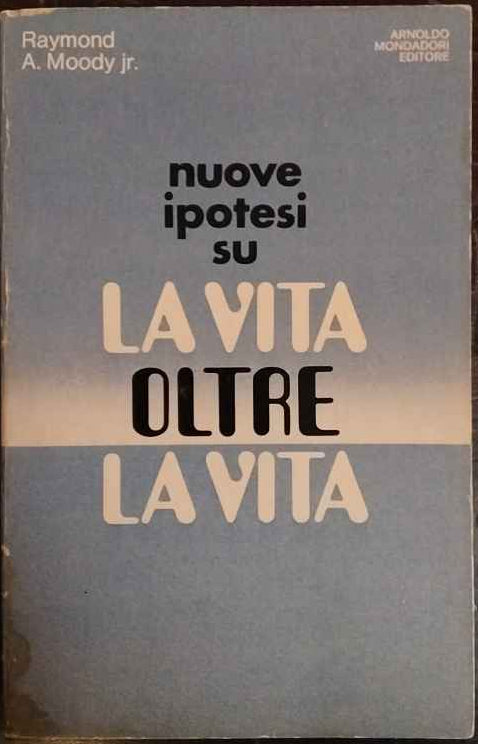 Raymond
A. Moody jr.
ARNOLDO
MONDADORI
EDITORE
nuove
ipotesi
su
LA VITA
OLTRE
LA VITA